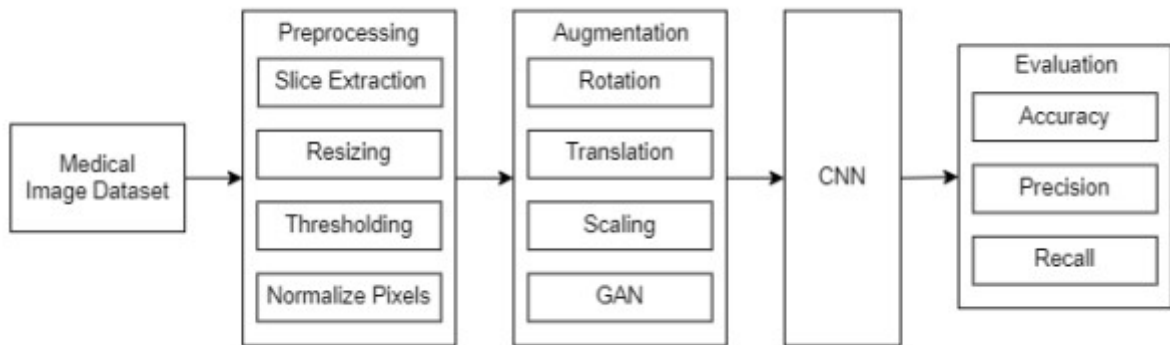 Medical
Image Dataset
Preprocessing
Slice Extraction
Resizing
Thresholding
Normalize Pixels
Augmentation
Rotation
Translation
Scaling
GAN
CNN
Evaluation
Accuracy
Precision
Recall